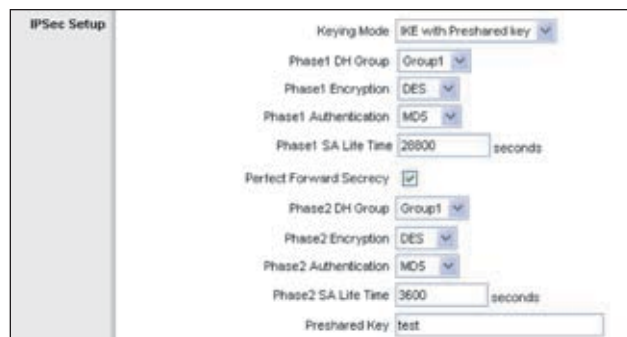 IPSec Setup
Keying Mode IKE with Preshared key
Phase1 DH Group Group1
Phase1 Encryption DES
Phase1 Authentication MD5
Phase1 SA Life Time 28800 seconds
Perfect Forward Secrecy
Phase2 DH Group Group1
Phase2 Encryption DES
Phase2 Authentication MD5
Phase2 SA Life Time 3600 seconds
Preshared Key test